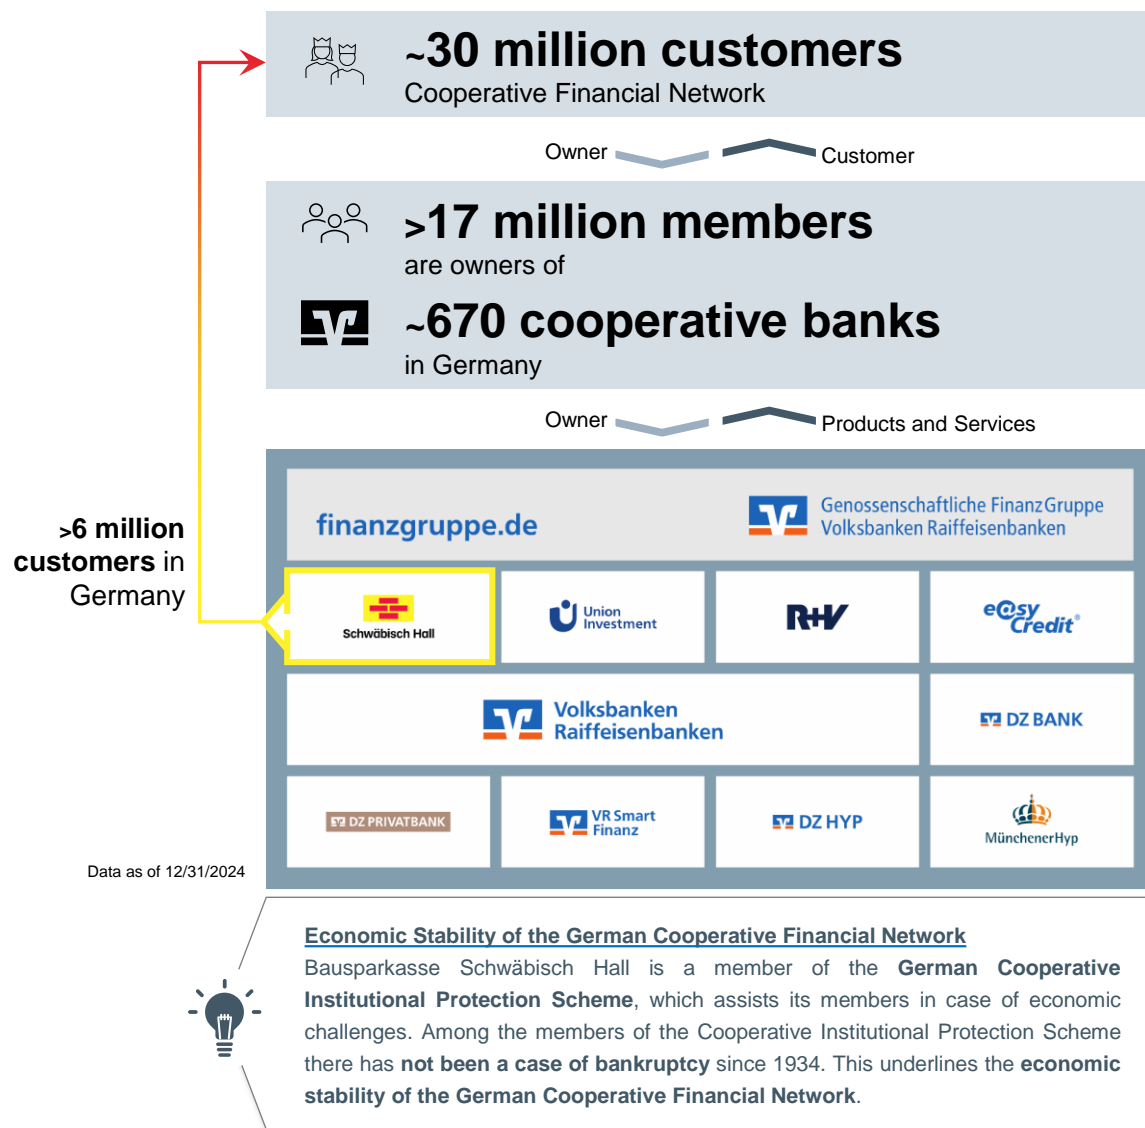 ~30 million customers
Cooperative Financial Network
Owner
Customer
>17 million members
are owners of
~670 cooperative banks
in Germany
Owner
Products and Services
>6 million
customers in
Germany
finanzgruppe.de
Genossenschaftliche FinanzGruppe
Volksbanken Raiffeisenbanken
Schwäbisch Hall
Union
Investment
R+V
e@sy
Credit®
Volksbanken
Raiffeisenbanken
DZ BANK
DZ PRIVATBANK
VR Smart
Finanz
DZ HYP
MünchenerHyp
Data as of 12/31/2024
Economic Stability of the German Cooperative Financial Network
Bausparkasse Schwäbisch Hall is a member of the German Cooperative
Institutional Protection Scheme, which assists its members in case of economic
challenges. Among the members of the Cooperative Institutional Protection Scheme
there has not been a case of bankruptcy since 1934. This underlines the economic
stability of the German Cooperative Financial Network.